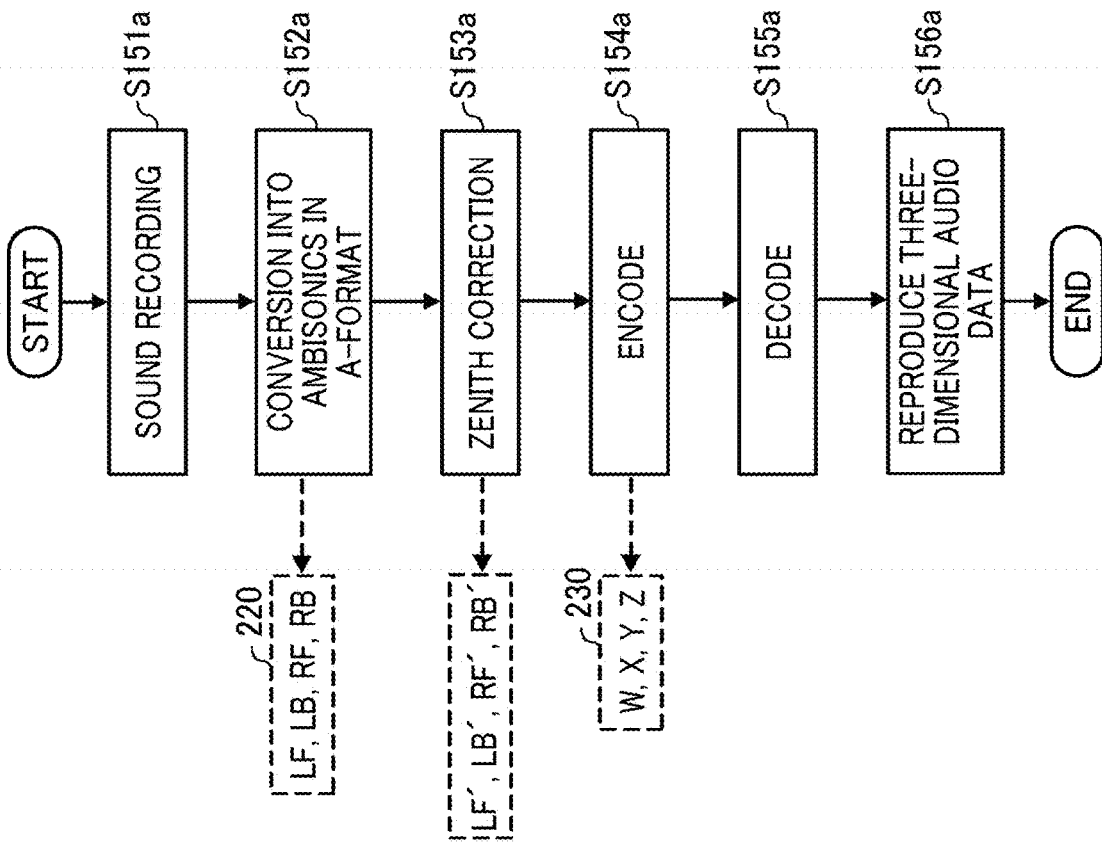 START
SOUND RECORDING
S151a
CONVERSION INTO
AMBISONICS IN
A-FORMAT
S152a
220
LF, LB, RF, RB
ZENITH CORRECTION
S153a
LF´, LB´, RF´, RB´
ENCODE
S154a
230
W, X, Y, Z
DECODE
S155a
REPRODUCE THREE-
DIMENSIONAL AUDIO
DATA
S156a
END